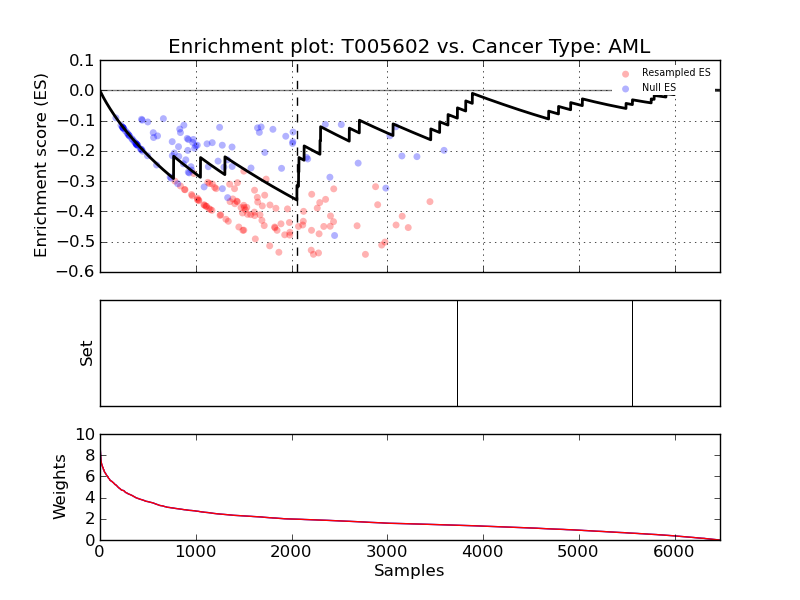 Enrichment plot: T005602 vs. Cancer Type: AML
Enrichment score (ES)
0.1
0.0
−0.1
−0.2
−0.3
−0.4
−0.5
−0.6
Resampled ES
Null ES
Set
Weights
10
8
6
4
2
0
0 1000 2000 3000 4000 5000 6000
Samples